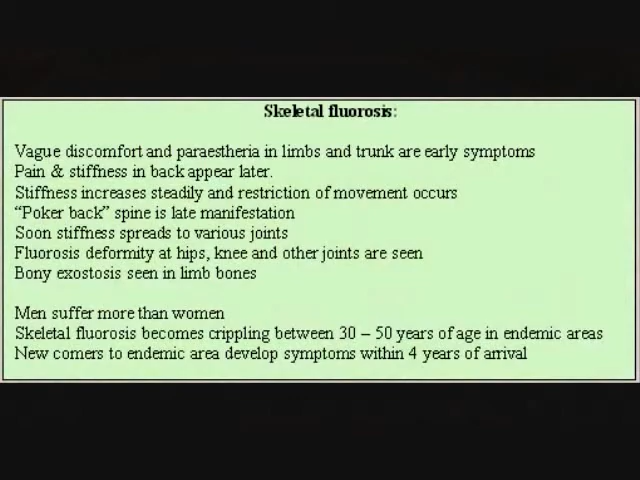 Skeletal fluorosis:
Vague discomfort and paraestheria in limbs and trunk are early symptoms
Pain & stiffness in back appear later.
Stiffness increases steadily and restriction of movement occurs
“Poker back” spine is late manifestation
Soon stiffness spreads to various joints
Fluorosis deformity at hips, knee and other joints are seen
Bony exostosis seen in limb bones
Men suffer more than women
Skeletal fluorosis becomes crippling between 30 – 50 years of age in endemic areas
New comers to endemic area develop symptoms within 4 years of arrival